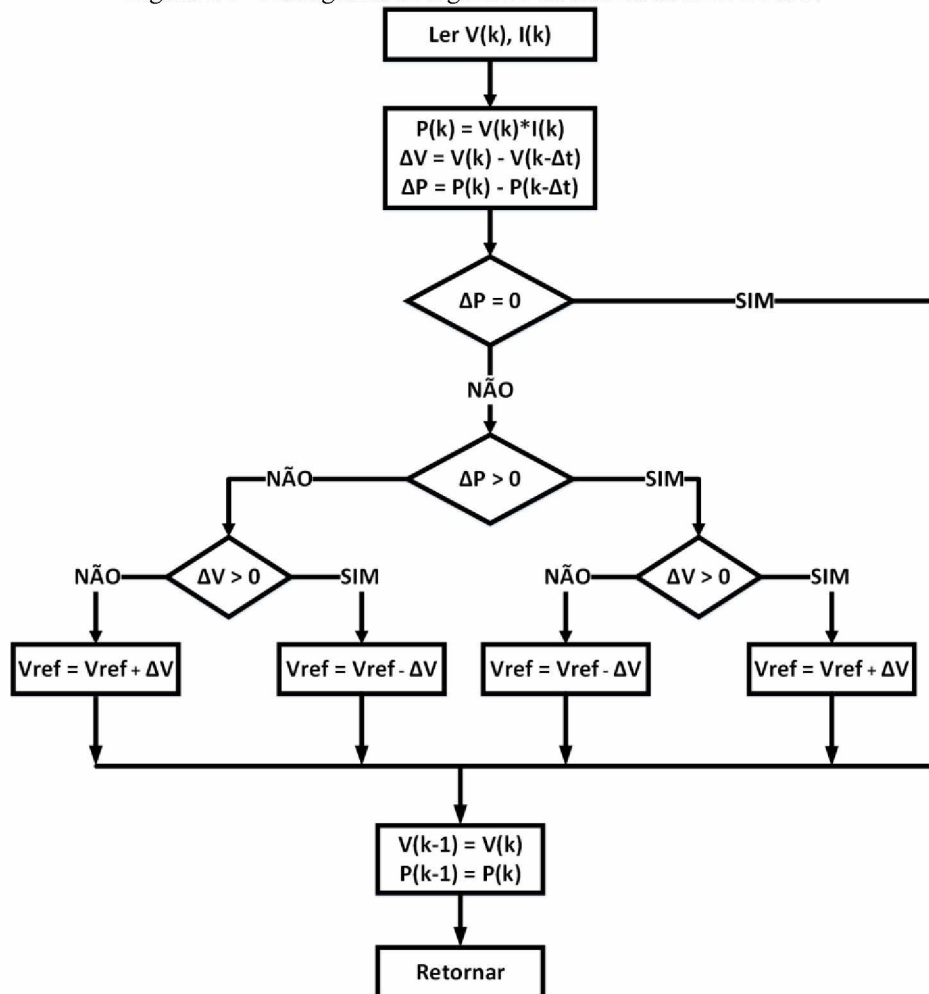 Ler V(k), I(k)
P(k) = V(k)*I(k)
ΔV = V(k) - V(k-Δt)
ΔP = P(k) - P(k-Δt)
ΔP = 0
SIM
NÃO
ΔP > 0
NÃO
SIM
ΔV > 0
NÃO
SIM
ΔV > 0
NÃO
SIM
Vref = Vref + ΔV
Vref = Vref - ΔV
Vref = Vref - ΔV
Vref = Vref + ΔV
V(k-1) = V(k)
P(k-1) = P(k)
Retornar